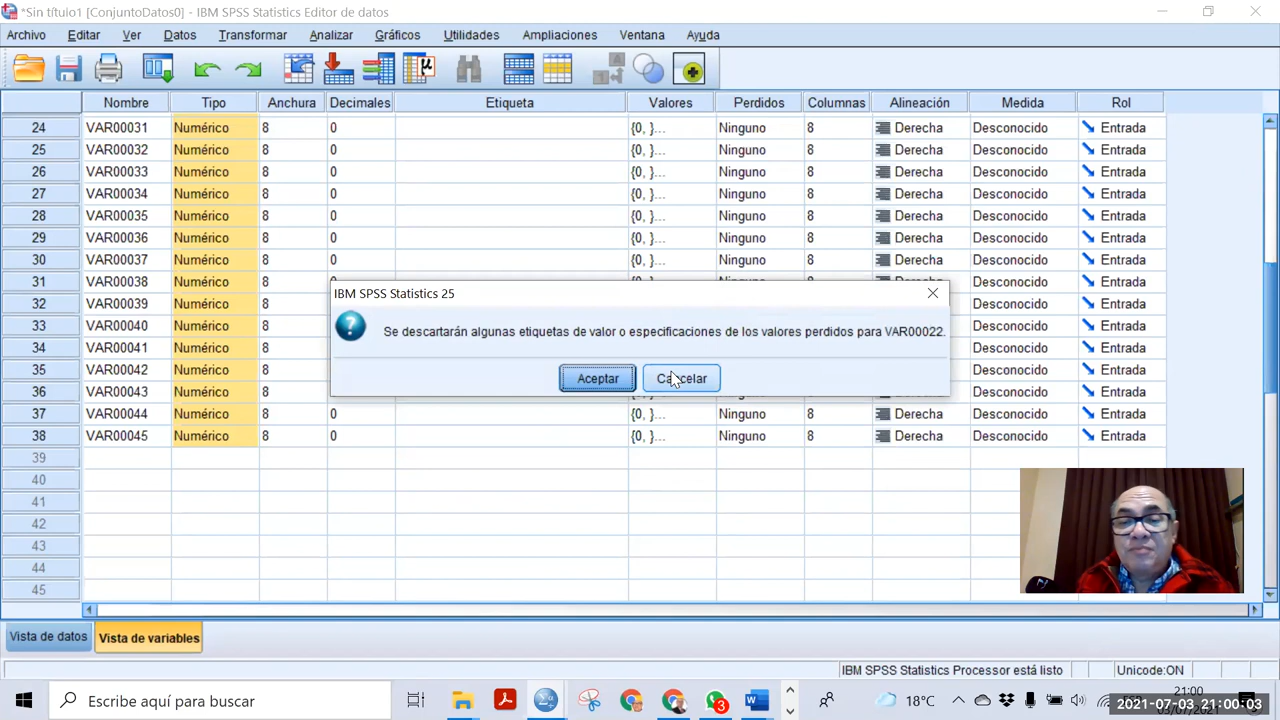 *Sin título1 [ConjuntoDatos0] - IBM SPSS Statistics Editor de datos
Archivo Editar Ver Datos Transformar Analizar Gráficos Utilidades Ampliaciones Ventana Ayuda
Nombre Tipo Anchura Decimales Etiqueta Valores Perdidos Columnas Alineación Medida Rol
24 VAR00031 Numérico 8 0 {0, }... Ninguno 8 Derecha Desconocido Entrada
25 VAR00032 Numérico 8 0 {0, }... Ninguno 8 Derecha Desconocido Entrada
26 VAR00033 Numérico 8 0 {0, }... Ninguno 8 Derecha Desconocido Entrada
27 VAR00034 Numérico 8 0 {0, }... Ninguno 8 Derecha Desconocido Entrada
28 VAR00035 Numérico 8 0 {0, }... Ninguno 8 Derecha Desconocido Entrada
29 VAR00036 Numérico 8 0 {0, }... Ninguno 8 Derecha Desconocido Entrada
30 VAR00037 Numérico 8 0 {0, }... Ninguno 8 Derecha Desconocido Entrada
31 VAR00038 Numérico 8 Desconocido Entrada
32 VAR00039 Numérico 8 Desconocido Entrada
33 VAR00040 Numérico 8 Desconocido Entrada
34 VAR00041 Numérico 8 Desconocido Entrada
35 VAR00042 Numérico 8 Desconocido Entrada
36 VAR00043 Numérico 8 Desconocido Entrada
37 VAR00044 Numérico 8 0 {0, }... Ninguno 8 Derecha Desconocido Entrada
38 VAR00045 Numérico 8 0 {0, }... Ninguno 8 Derecha Desconocido Entrada
39
40
41
42
43
44
45
IBM SPSS Statistics 25
Se descartarán algunas etiquetas de valor o especificaciones de los valores perdidos para VAR00022.
Aceptar Cancelar
Vista de datos Vista de variables
IBM SPSS Statistics Processor está listo Unicode:ON
Escribe aquí para buscar
3
18°C
21:00
2021-07-03 21:00:03